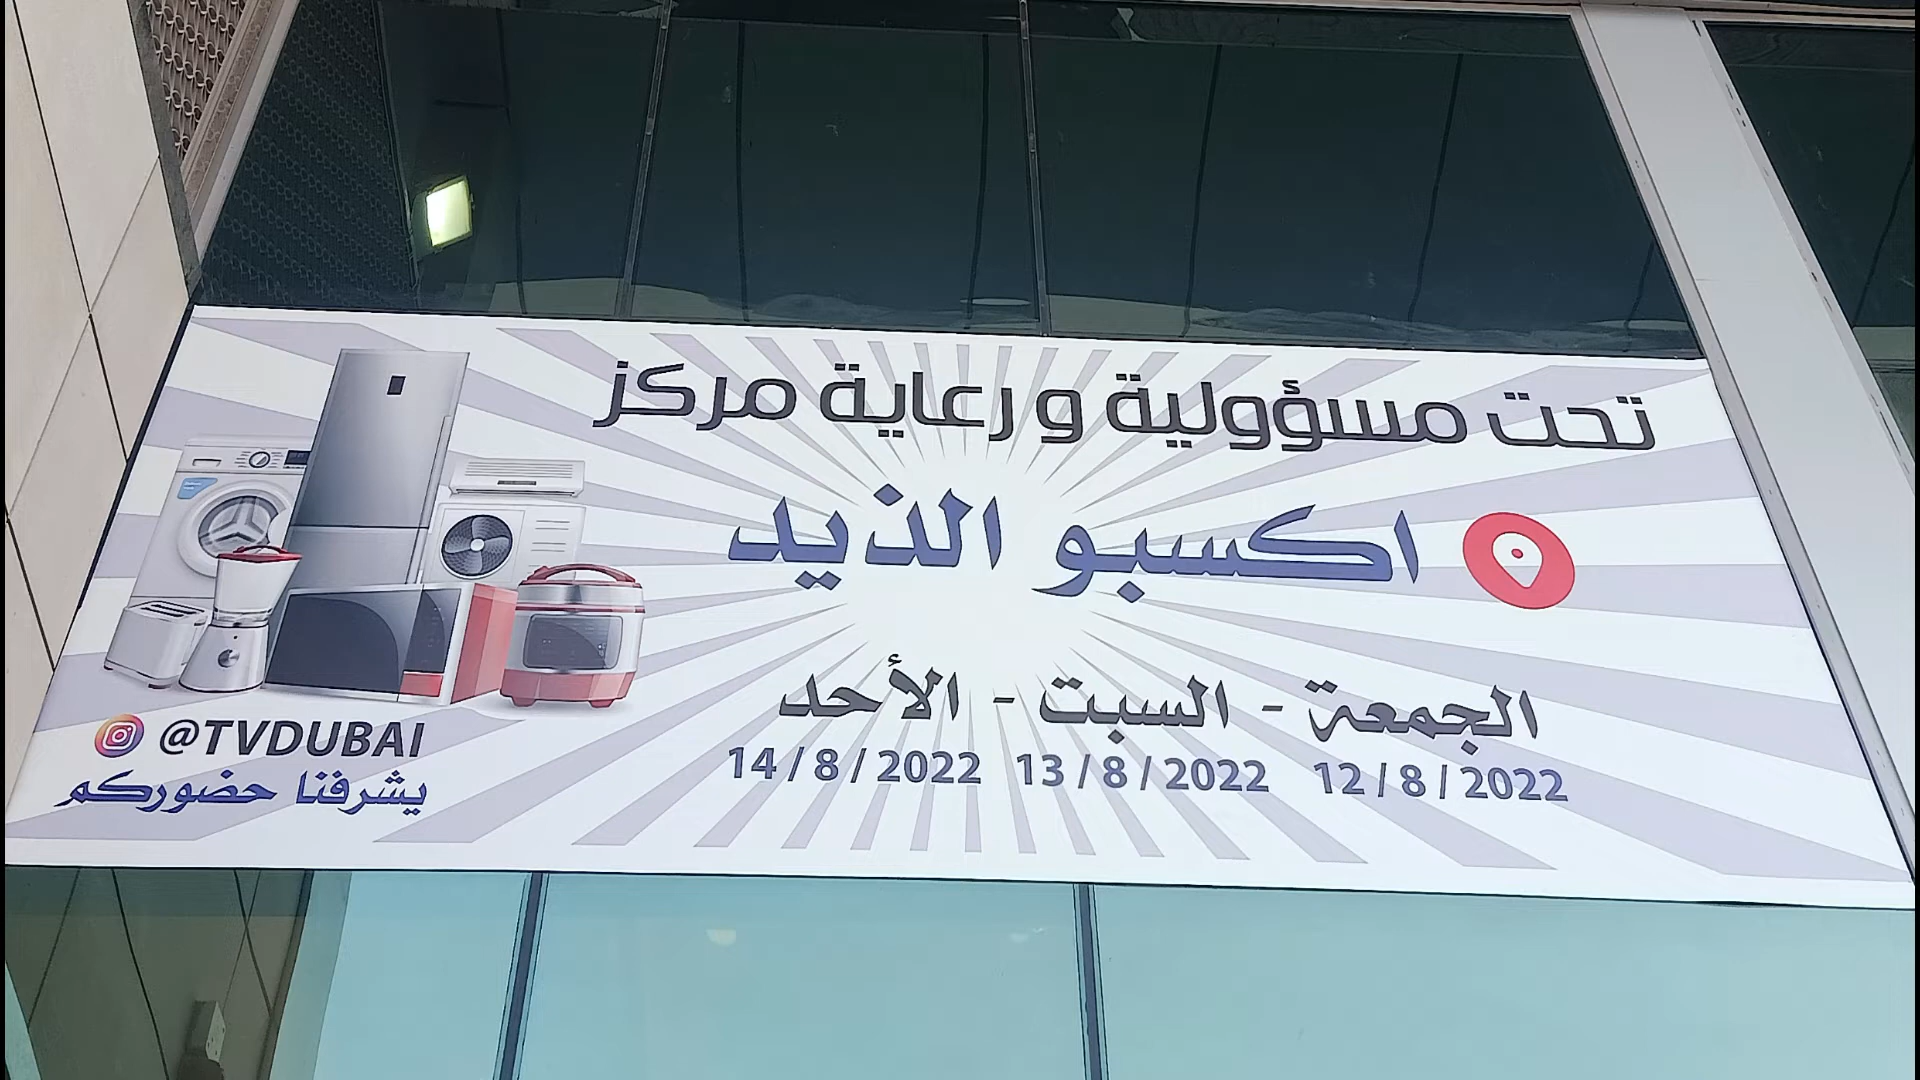 تحت مسؤولية و رعاية مركز
اكسبو الذيد
الجمعة - السبت - الأحد
12 / 8 / 2022 13 / 8 / 2022 14 / 8 / 2022
@TVDUBAI
يشرفنا حضوركم